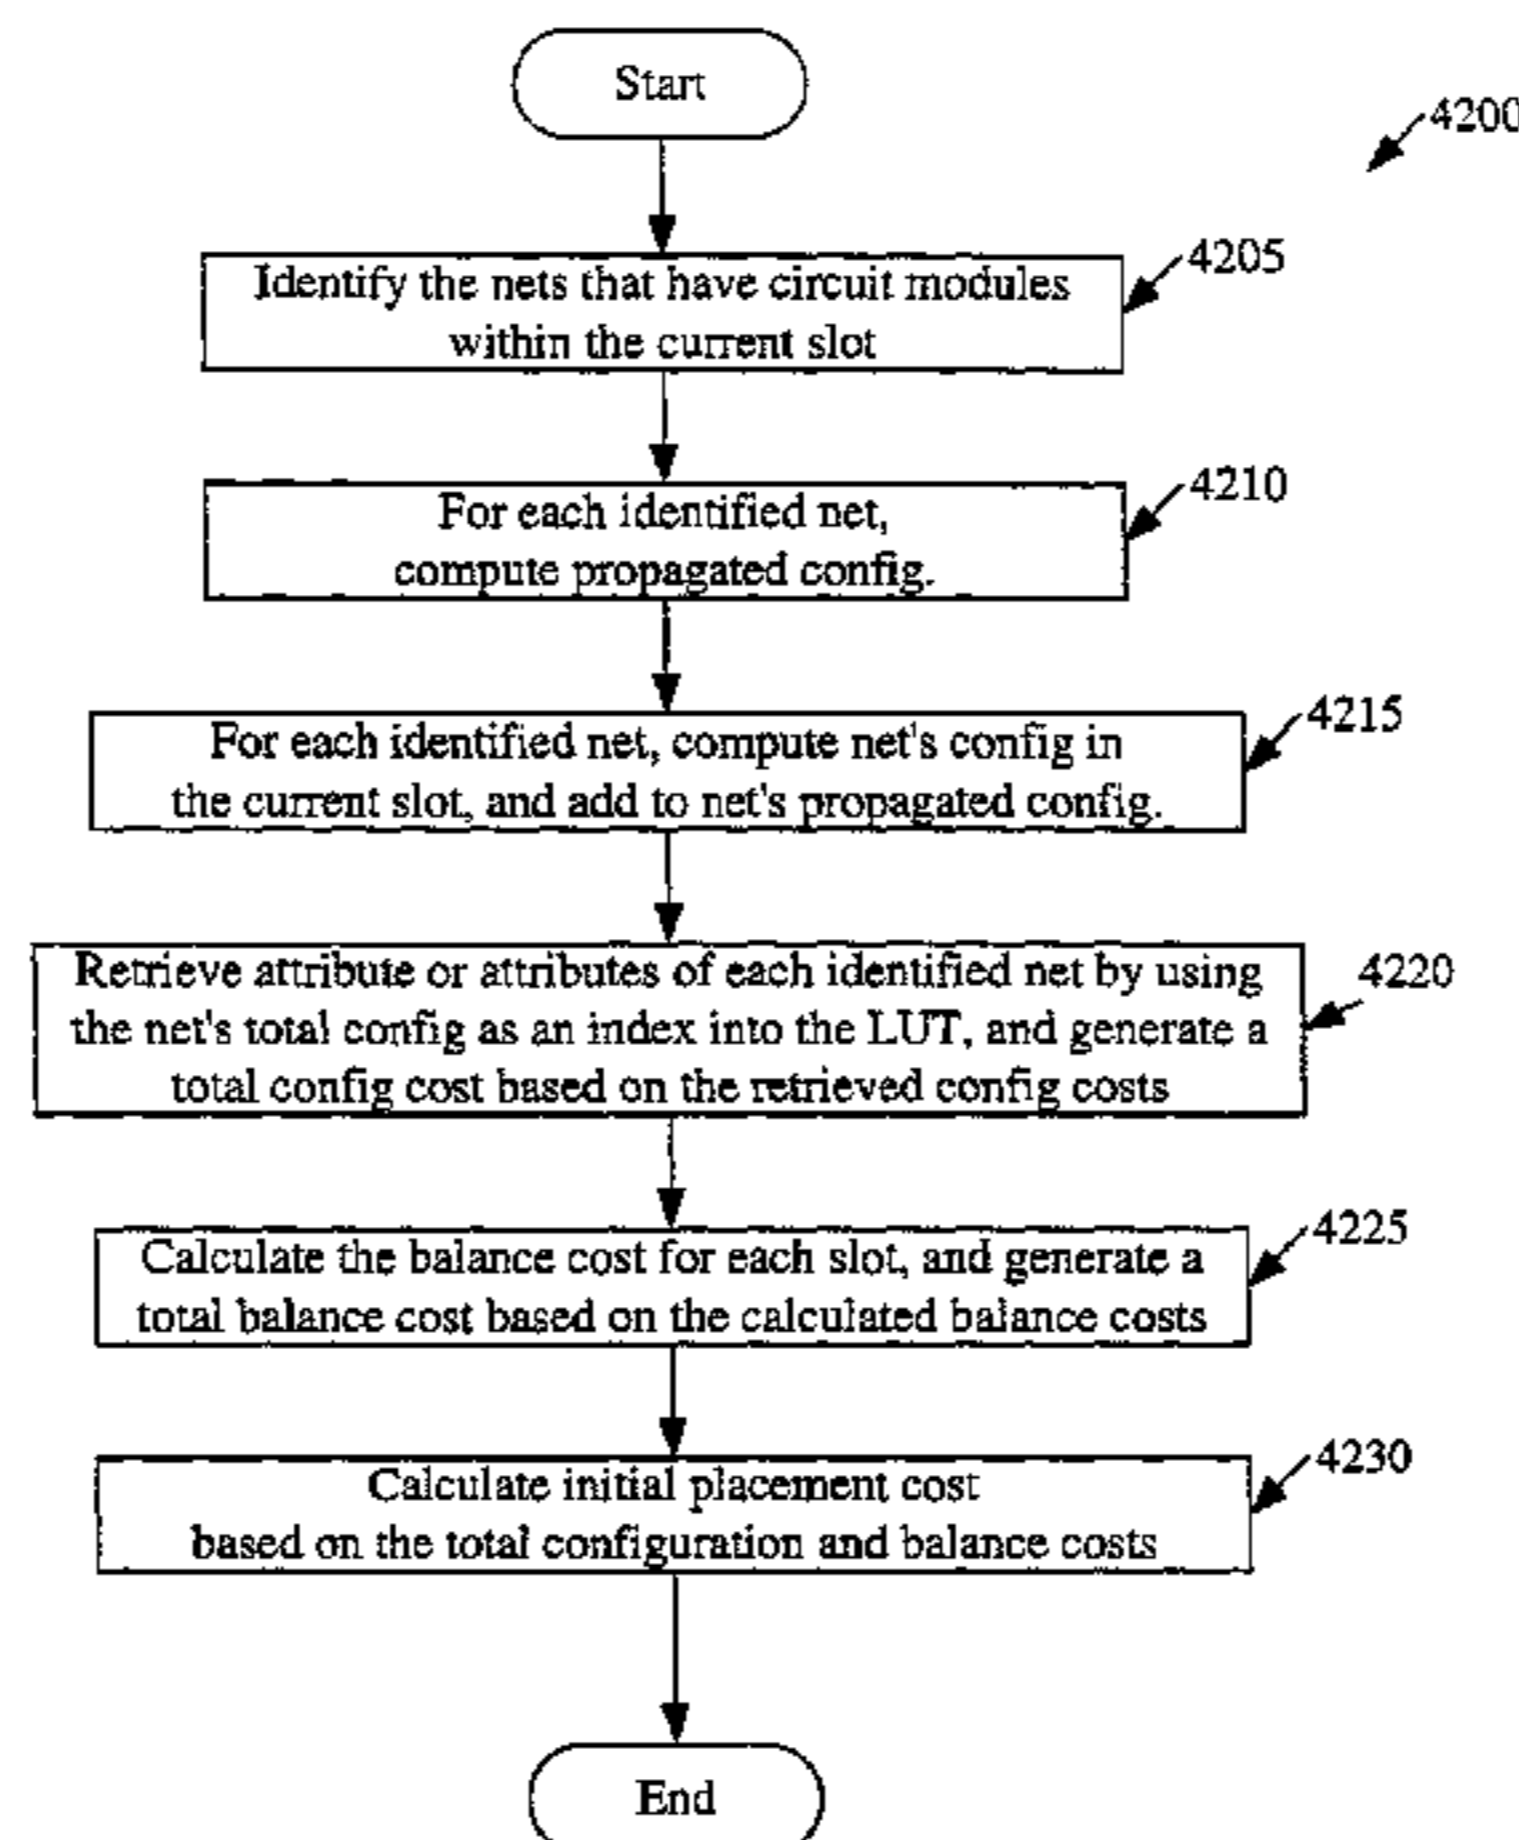 Start
4200
Identify the nets that have circuit modules
within the current slot
4205
For each identified net,
compute propagated config.
4210
For each identified net, compute net's config in
the current slot, and add to net's propagated config.
4215
Retrieve attribute or attributes of each identified net by using
the net's total config as an index into the LUT, and generate a
total config cost based on the retrieved config costs
4220
Calculate the balance cost for each slot, and generate a
total balance cost based on the calculated balance costs
4225
Calculate initial placement cost
based on the total configuration and balance costs
4230
End